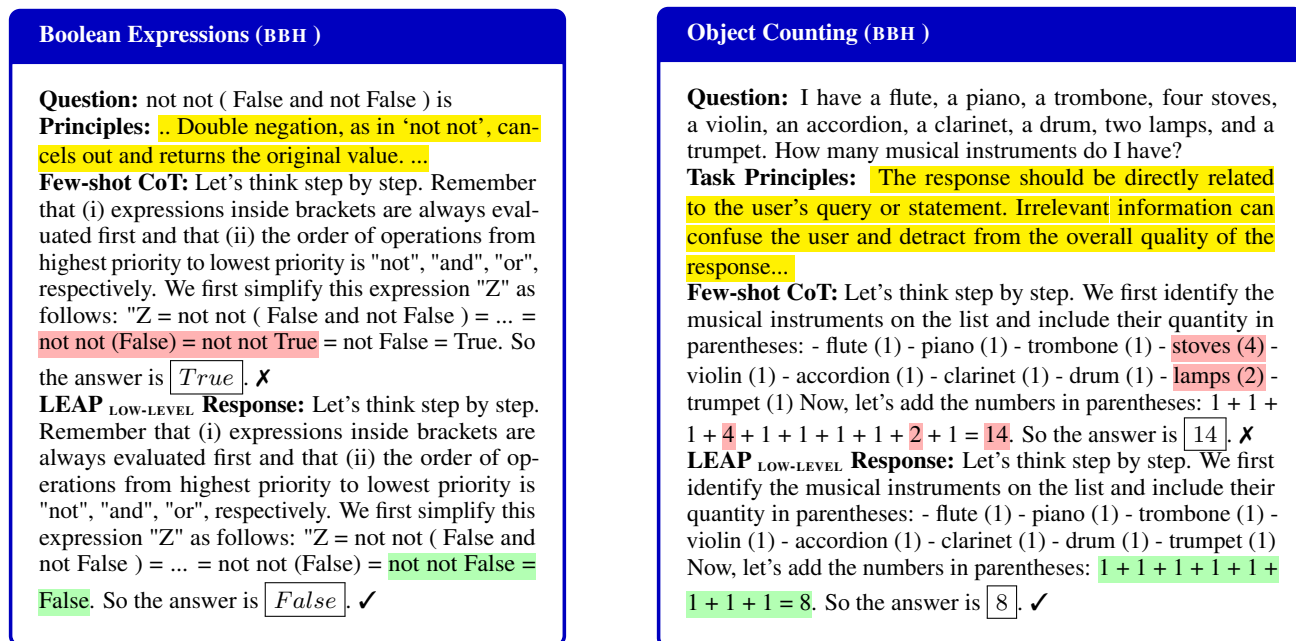 Boolean Expressions (BBH )
Question: not not ( False and not False ) is
Principles: .. Double negation, as in ‘not not’, can-
cels out and returns the original value. ...
Few-shot CoT: Let's think step by step. Remember
that (i) expressions inside brackets are always eval-
uated first and that (ii) the order of operations from
highest priority to lowest priority is "not", "and", "or",
respectively. We first simplify this expression "Z" as
follows: "Z = not not ( False and not False ) = ... =
not not (False) = not not True = not False = True. So
the answer is True . ✗
LEAP LOW-LEVEL Response: Let's think step by step.
Remember that (i) expressions inside brackets are
always evaluated first and that (ii) the order of op-
erations from highest priority to lowest priority is
"not", "and", "or", respectively. We first simplify this
expression "Z" as follows: "Z = not not ( False and
not False ) = ... = not not (False) = not not False =
False. So the answer is False . ✓
Object Counting (BBH )
Question: I have a flute, a piano, a trombone, four stoves,
a violin, an accordion, a clarinet, a drum, two lamps, and a
trumpet. How many musical instruments do I have?
Task Principles: The response should be directly related
to the user's query or statement. Irrelevant information can
confuse the user and detract from the overall quality of the
response...
Few-shot CoT: Let's think step by step. We first identify the
musical instruments on the list and include their quantity in
parentheses: - flute (1) - piano (1) - trombone (1) - stoves (4) -
violin (1) - accordion (1) - clarinet (1) - drum (1) - lamps (2) -
trumpet (1) Now, let's add the numbers in parentheses: 1 + 1 +
1 + 4 + 1 + 1 + 1 + 1 + 2 + 1 = 14. So the answer is 14 . ✗
LEAP LOW-LEVEL Response: Let's think step by step. We first
identify the musical instruments on the list and include their
quantity in parentheses: - flute (1) - piano (1) - trombone (1) -
violin (1) - accordion (1) - clarinet (1) - drum (1) - trumpet (1)
Now, let's add the numbers in parentheses: 1 + 1 + 1 + 1 + 1 +
1 + 1 + 1 = 8. So the answer is 8 . ✓